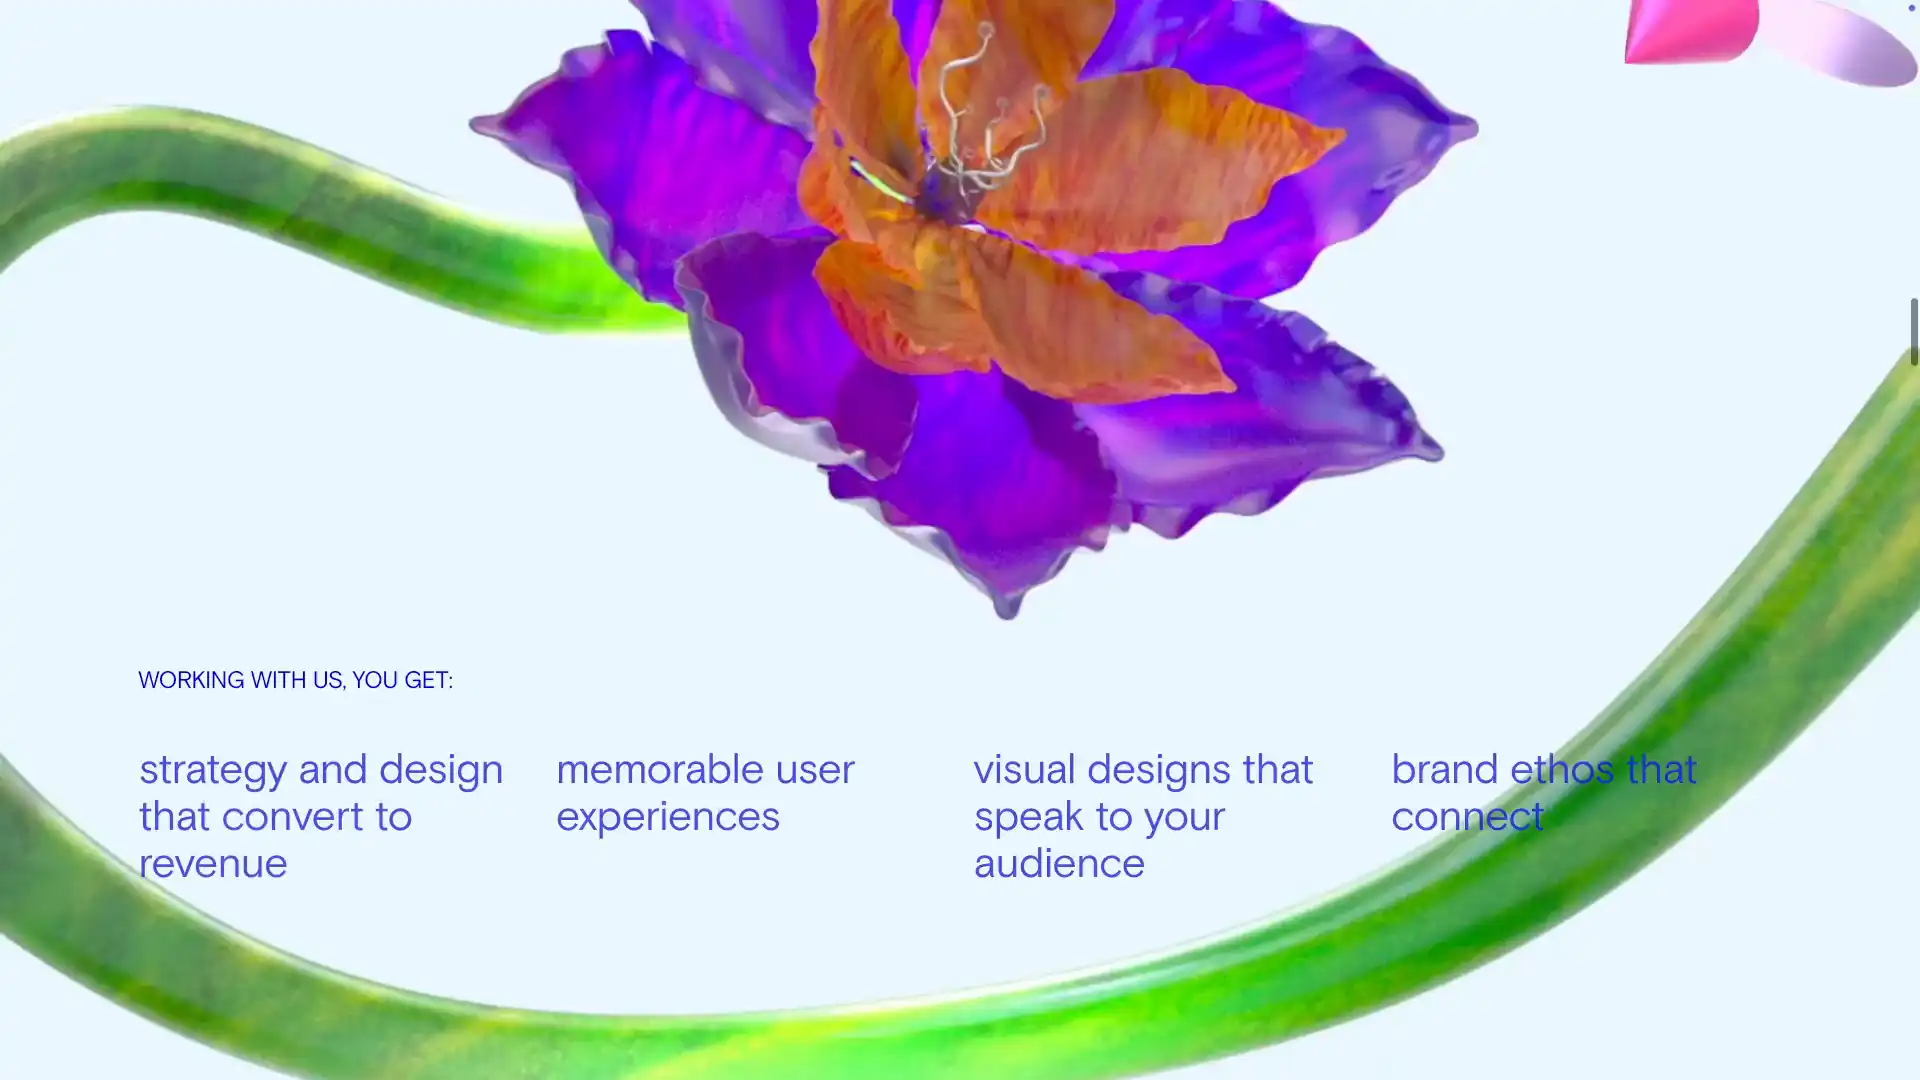 WORKING WITH US, YOU GET:
strategy and design
that convert to
revenue
memorable user
experiences
visual designs that
speak to your
audience
brand ethos that
connect